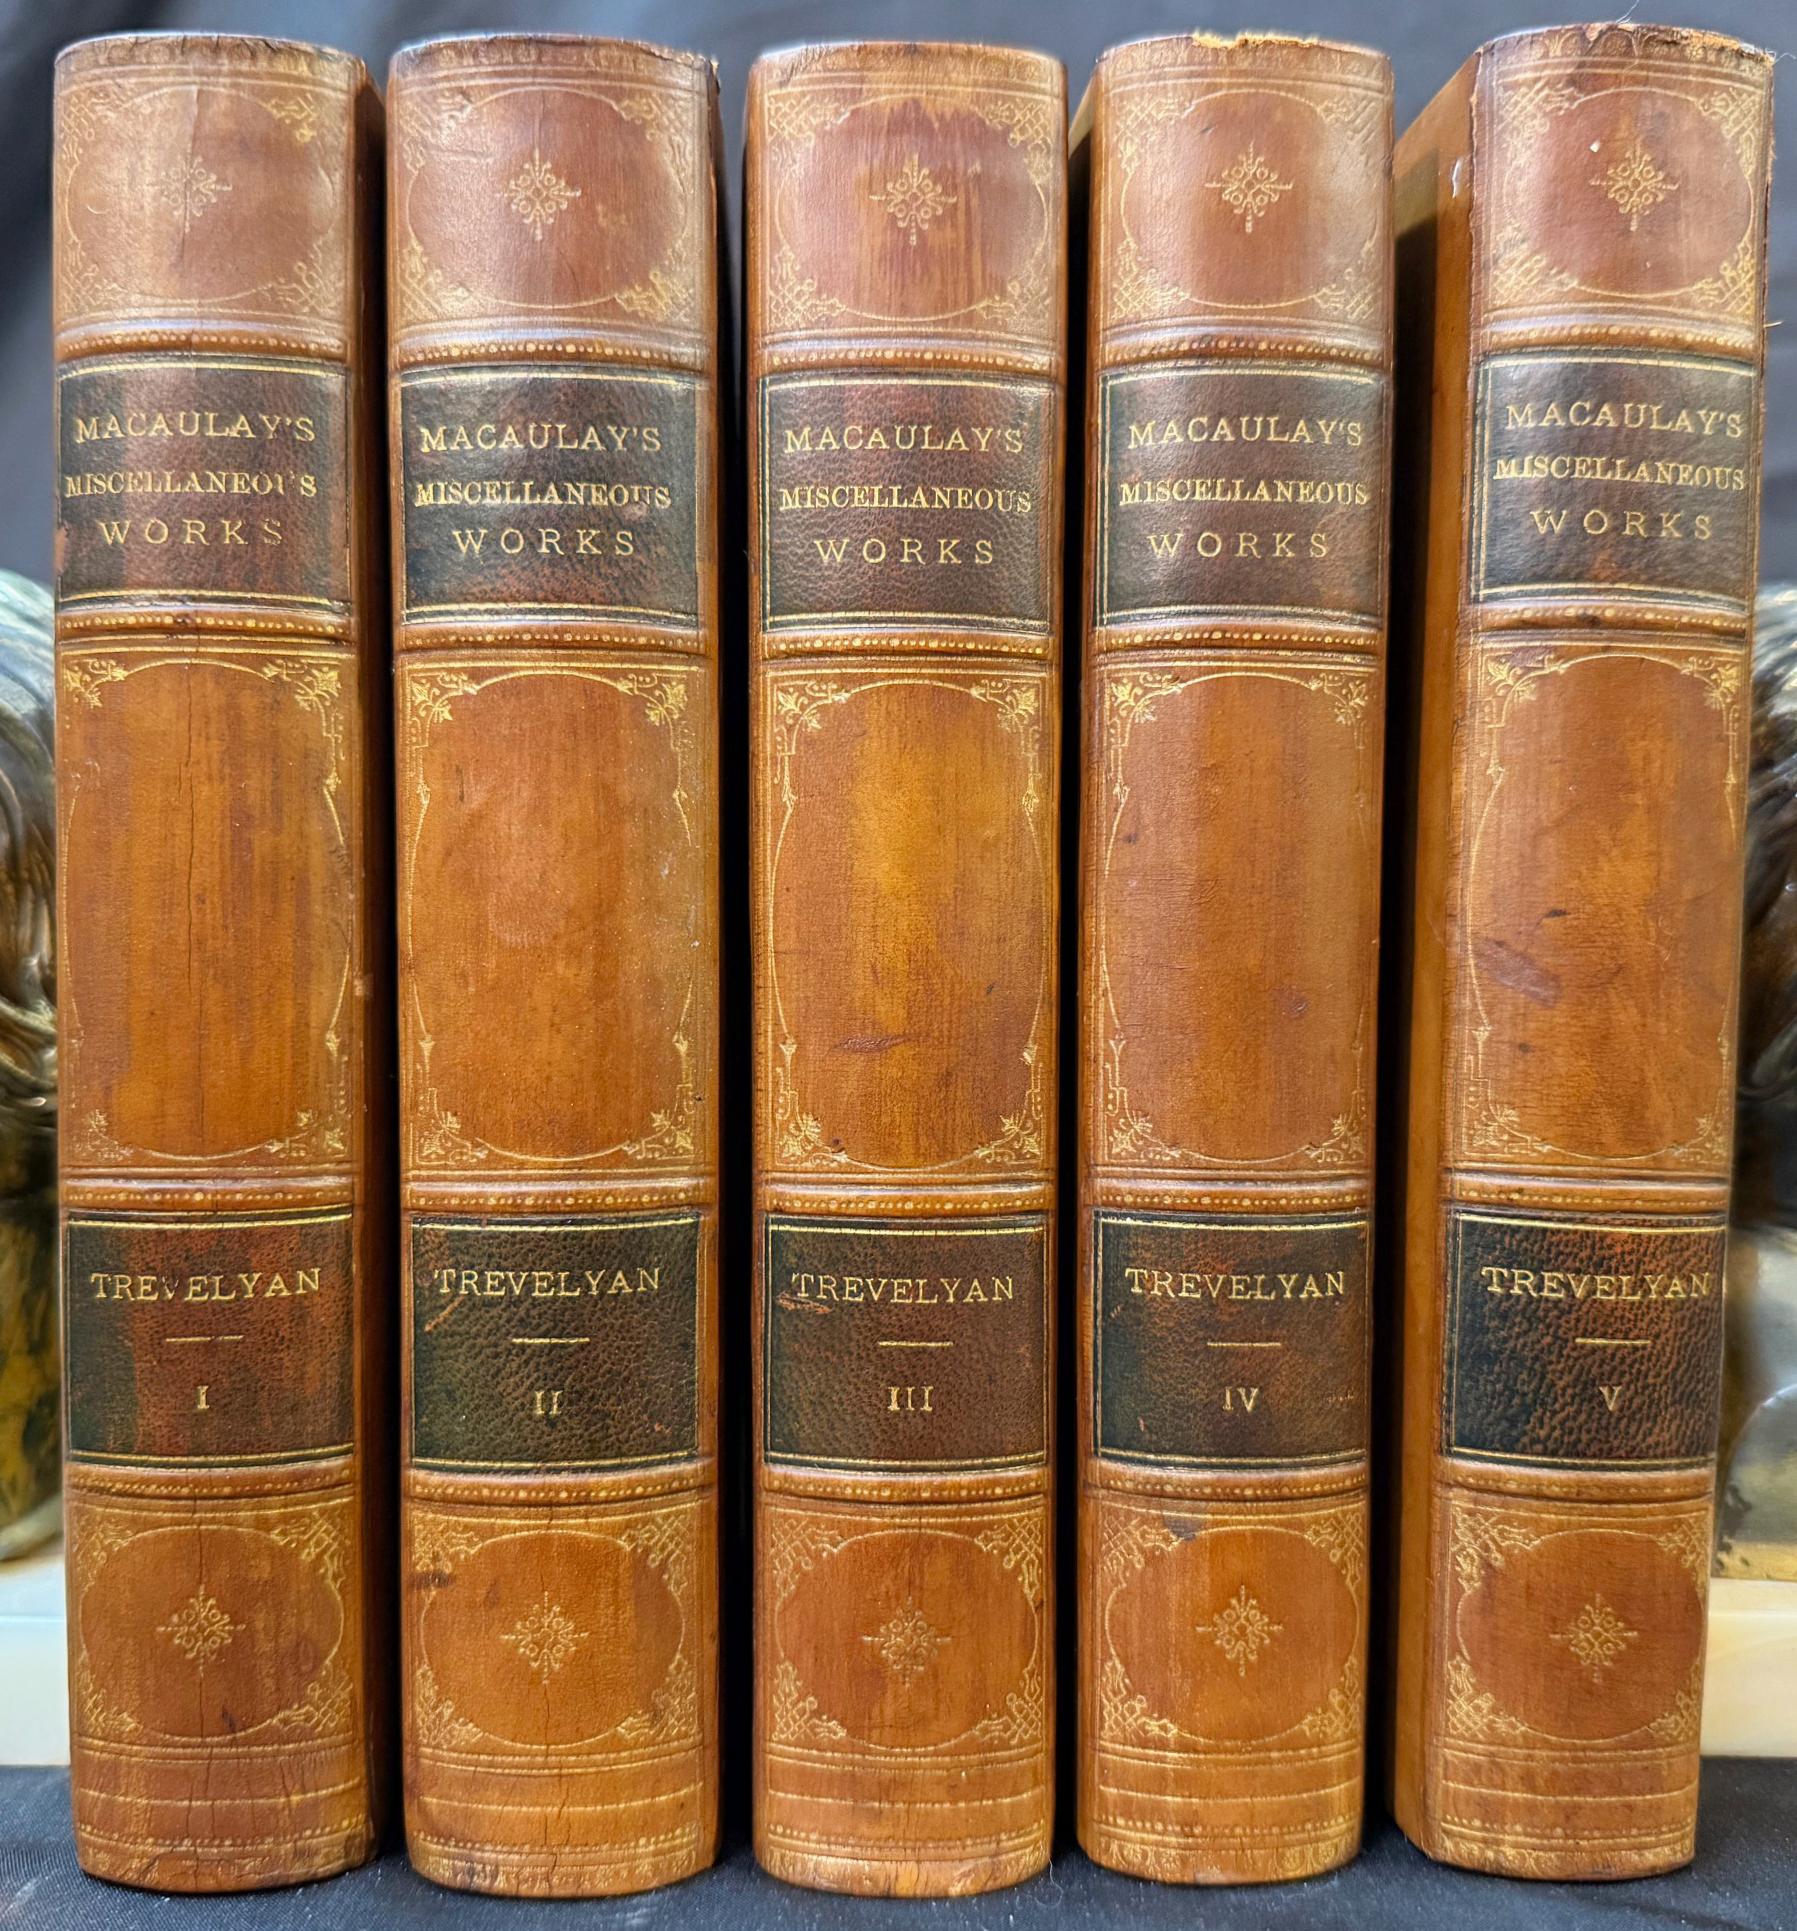 MACAULAY'S
MISCELLANEOUS
WORKS
TREVELYAN
I
MACAULAY'S
MISCELLANEOUS
WORKS
TREVELYAN
II
MACAULAY'S
MISCELLANEOUS
WORKS
TREVELYAN
III
MACAULAY'S
MISCELLANEOUS
WORKS
TREVELYAN
IV
MACAULAY'S
MISCELLANEOUS
WORKS
TREVELYAN
V